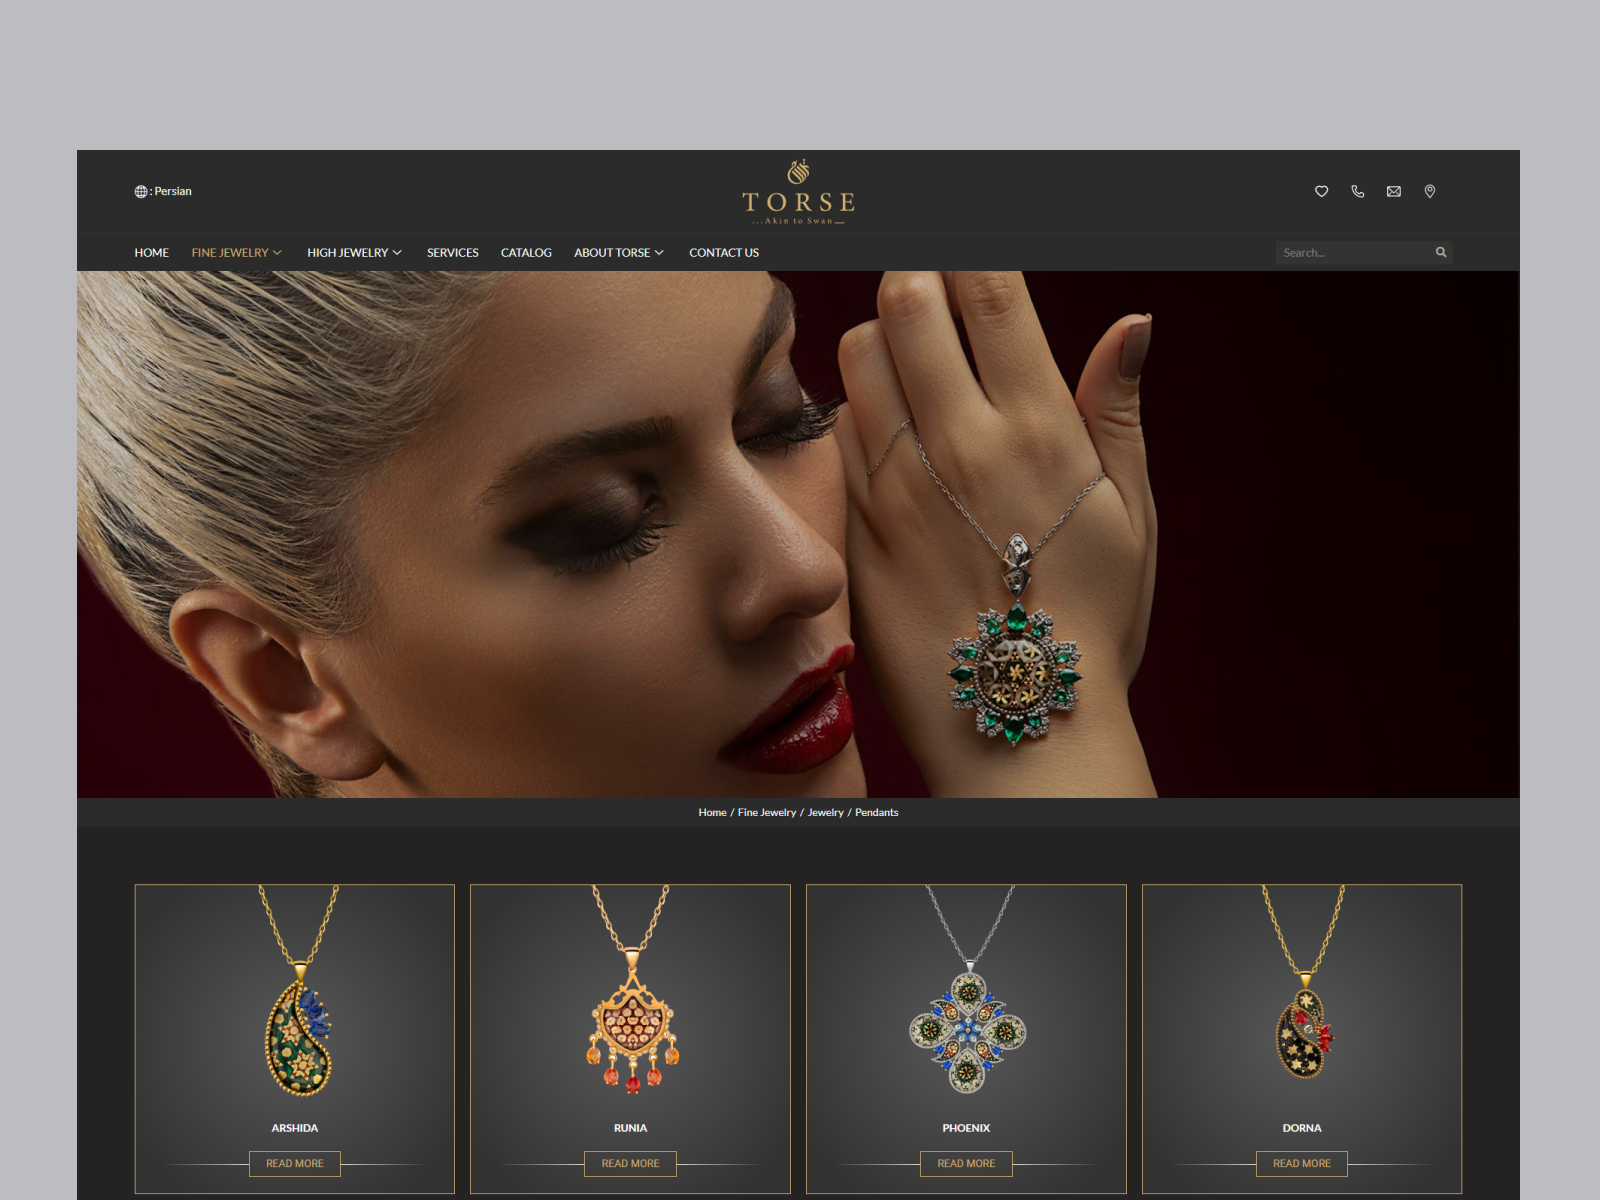 : Persian
TORSE
...Akin to Swan...
HOME FINE JEWELRY HIGH JEWELRY SERVICES CATALOG ABOUT TORSE CONTACT US Search...
Home / Fine Jewelry / Jewelry / Pendants
ARSHIDA RUNIA PHOENIX DORNA
READ MORE READ MORE READ MORE READ MORE